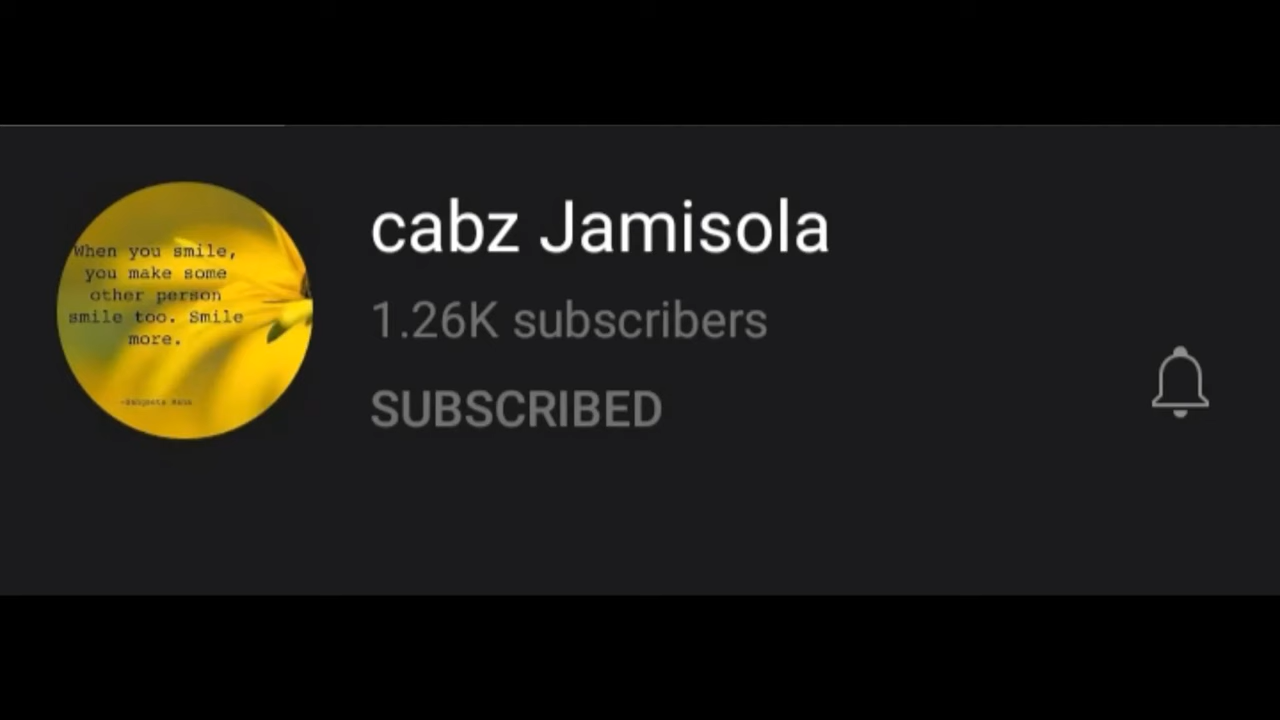 When you smile,
you make some
other person
smile too. Smile
more.
cabz Jamisola
1.26K subscribers
SUBSCRIBED